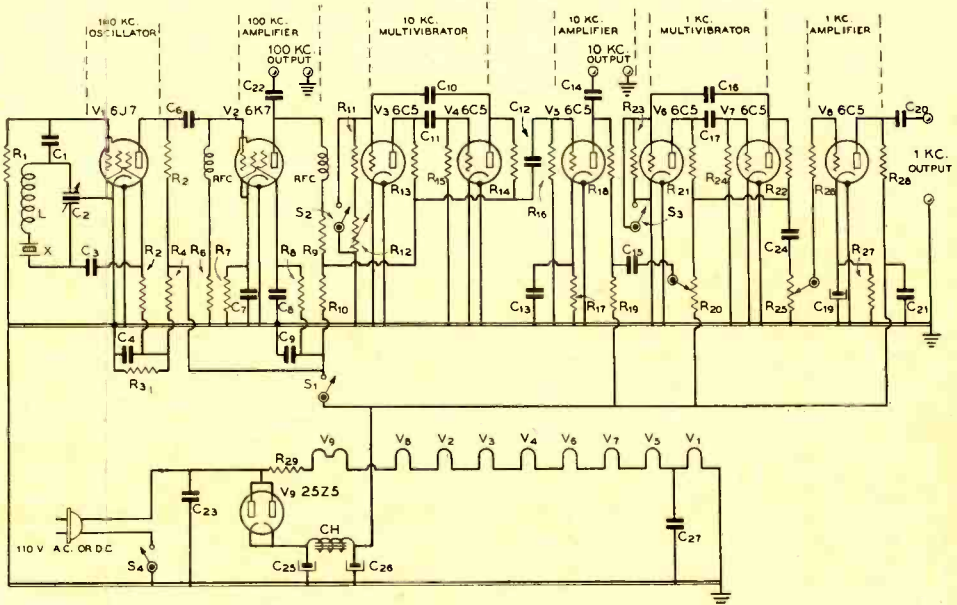 100 KC. OSCILLATOR
100 KC. AMPLIFIER
10 KC. MULTIVIBRATOR
10 KC. AMPLIFIER
1 KC. MULTIVIBRATOR
1 KC. AMPLIFIER
100 KC. OUTPUT
10 KC. OUTPUT
V1 6J7
C6
V2 6K7
C22
R11
V3 6C5
C10
V4 6C5
C11
C12
V5 6C5
C14
R23
V6 6C5
C16
V7 6C5
C17
V8 6C5
C20
R1
C1
R2
RFC
RFC
R13
R15
R14
R16
R18
R21
R24
R22
R26
R28
1 KC. OUTPUT
L
C2
X
C3
R2
R4
R6
R7
C7
C8
R8
R9
S2
R12
S3
C15
C24
R27
R10
C13
R17
R19
R20
R25
C19
C21
C4
R3
C9
S1
R29
V9
V8
V2
V3
V4
V6
V7
V5
V1
V9 25Z5
C23
CH
C27
110 V. A.C. OR D.C.
S4
C25
C26